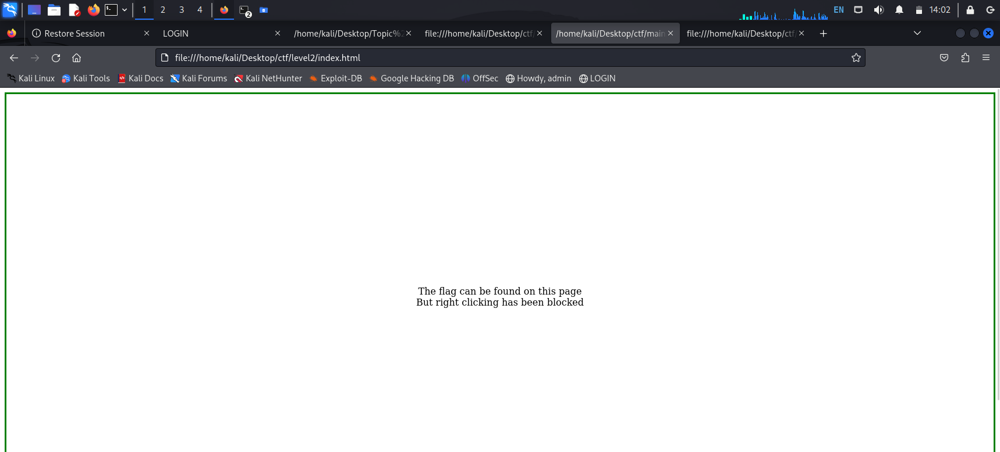 1 2 3 4 2 EN 14:02
Restore Session LOGIN /home/kali/Desktop/Topic%2 file:///home/kali/Desktop/ctf/ /home/kali/Desktop/ctf/main file:///home/kali/Desktop/ctf/
file:///home/kali/Desktop/ctf/level2/index.html
Kali Linux Kali Tools Kali Docs Kali Forums Kali NetHunter Exploit-DB Google Hacking DB OffSec Howdy, admin LOGIN
The flag can be found on this page
But right clicking has been blocked